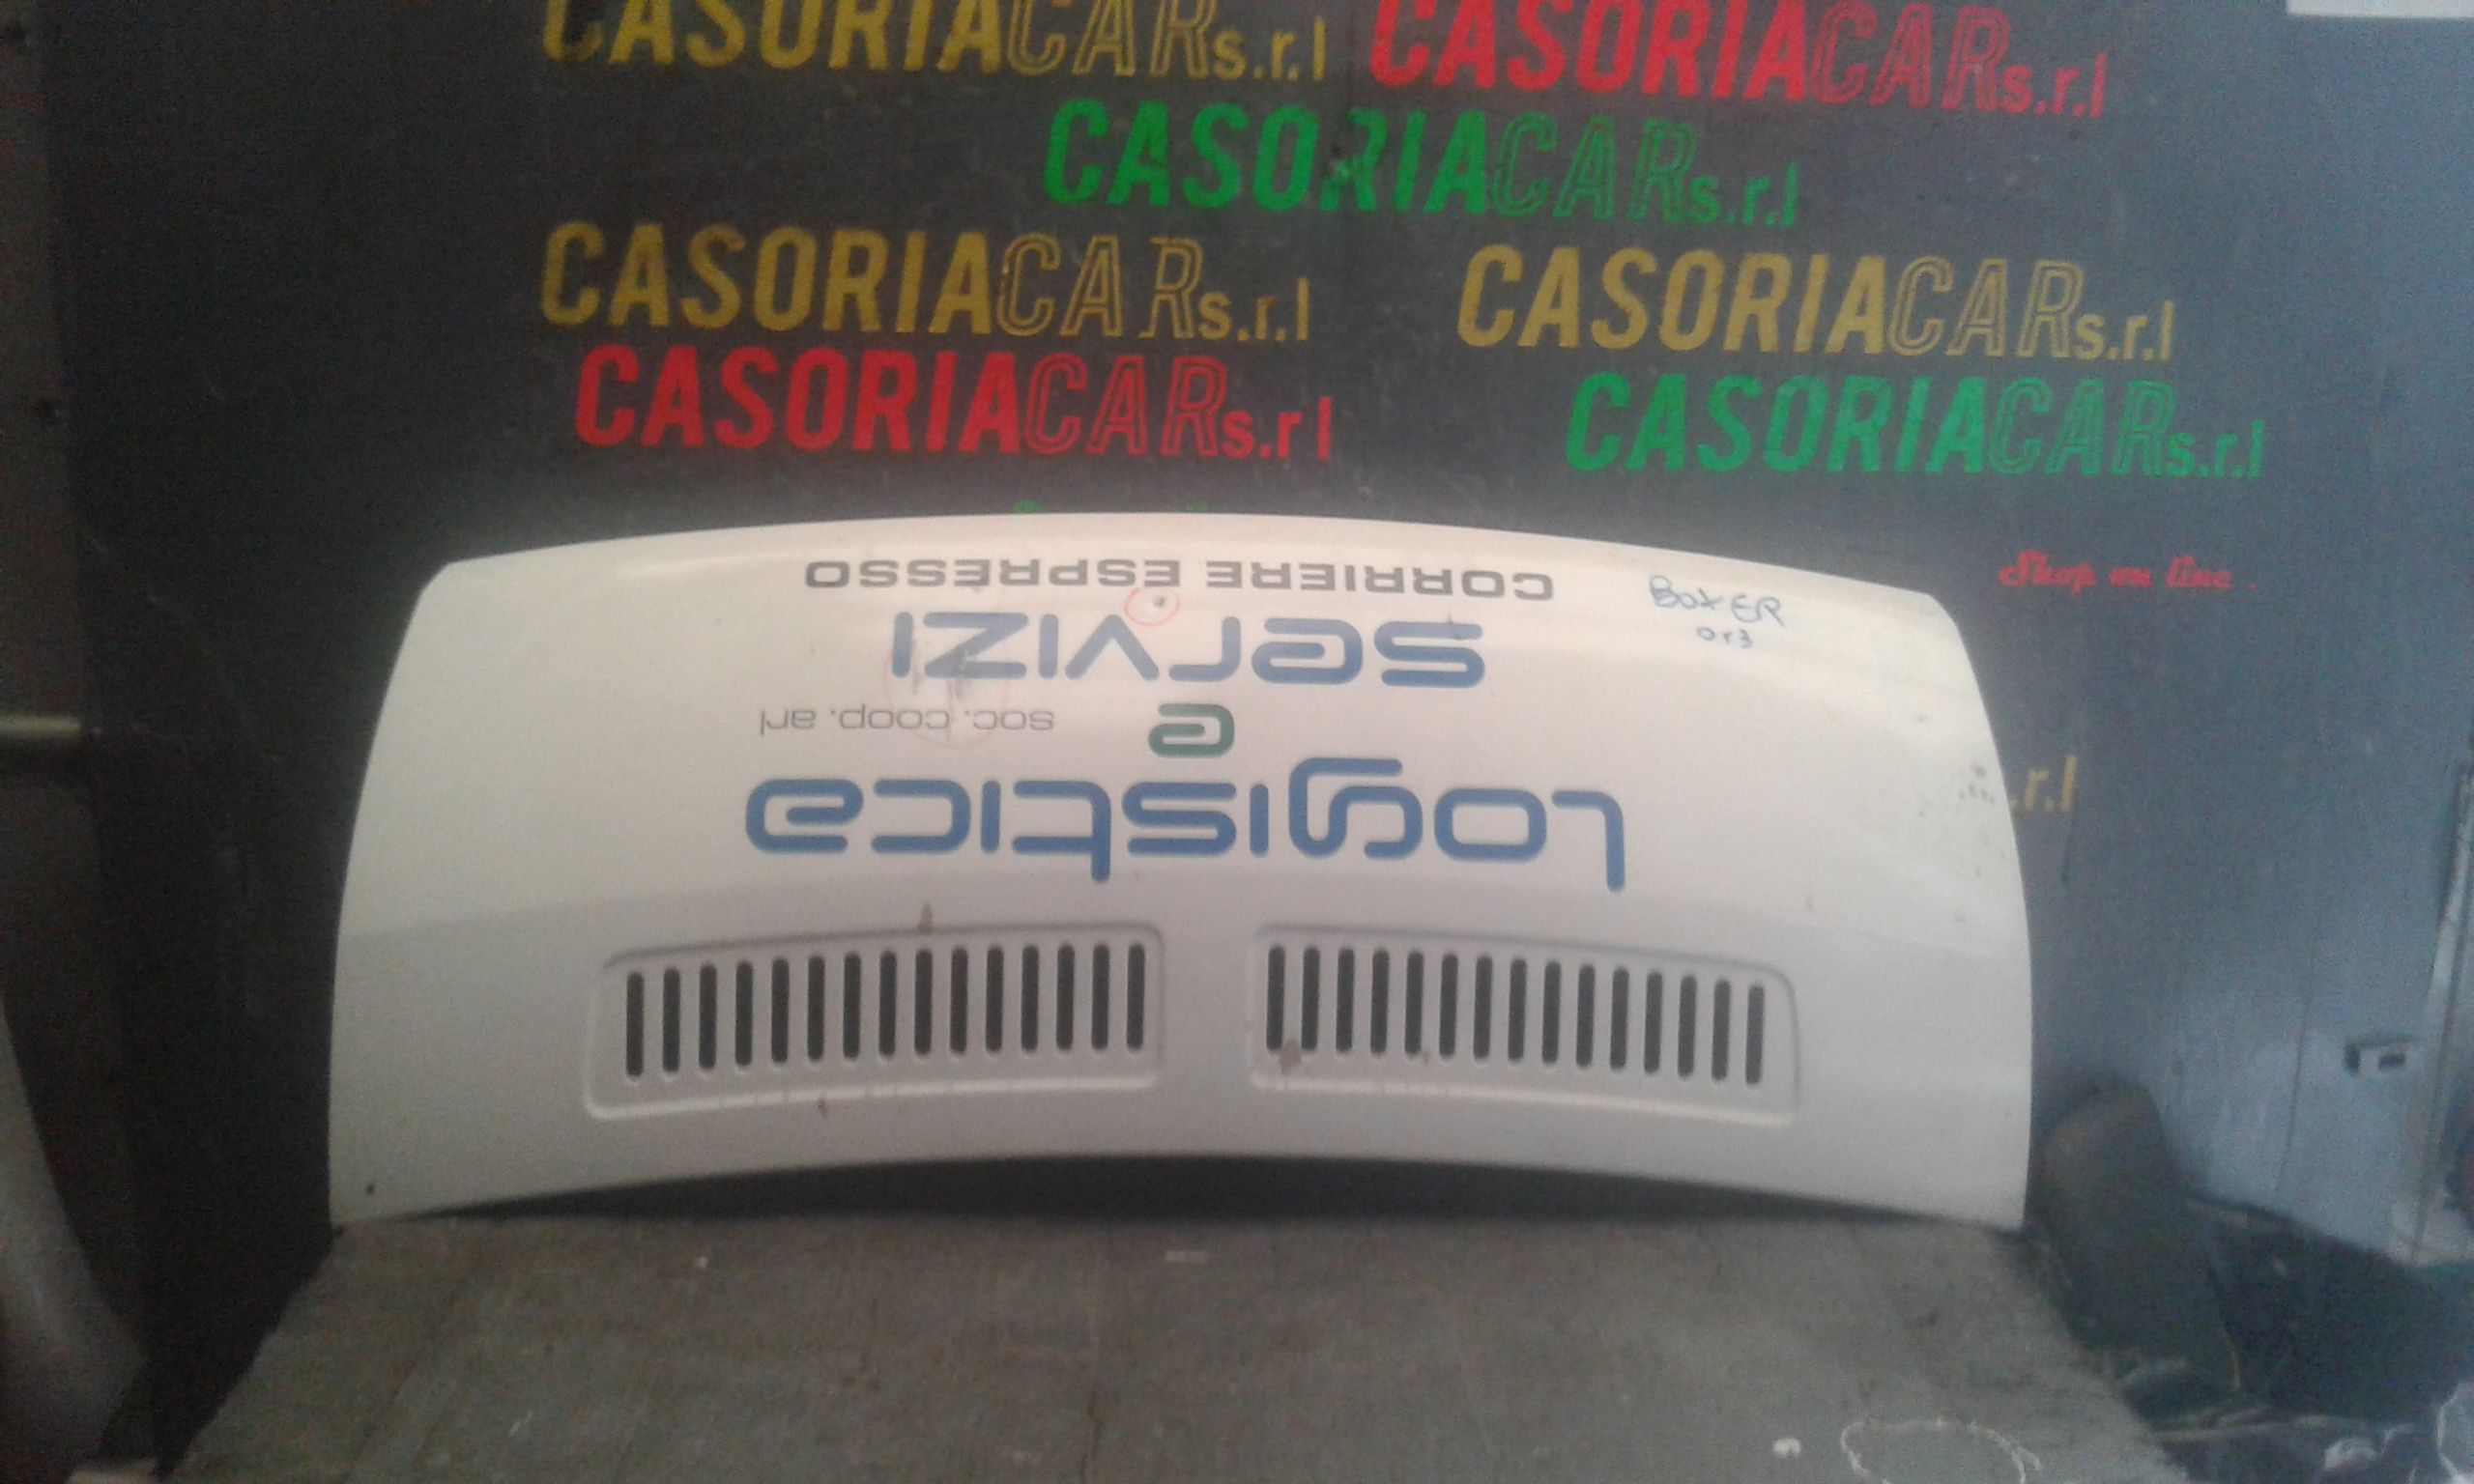 CASORIACARs.r.l
CASORIACARs.r.l
CASORIACARs.r.l
CASORIACARs.r.l
CASORIACARs.r.l
CASORIACARs.r l
CASORIACARs.r.l
Shop on line .
.r.l
BoxER
Logistica
e
soc. coop. arl
servizi
CORRIERE ESPRESSO